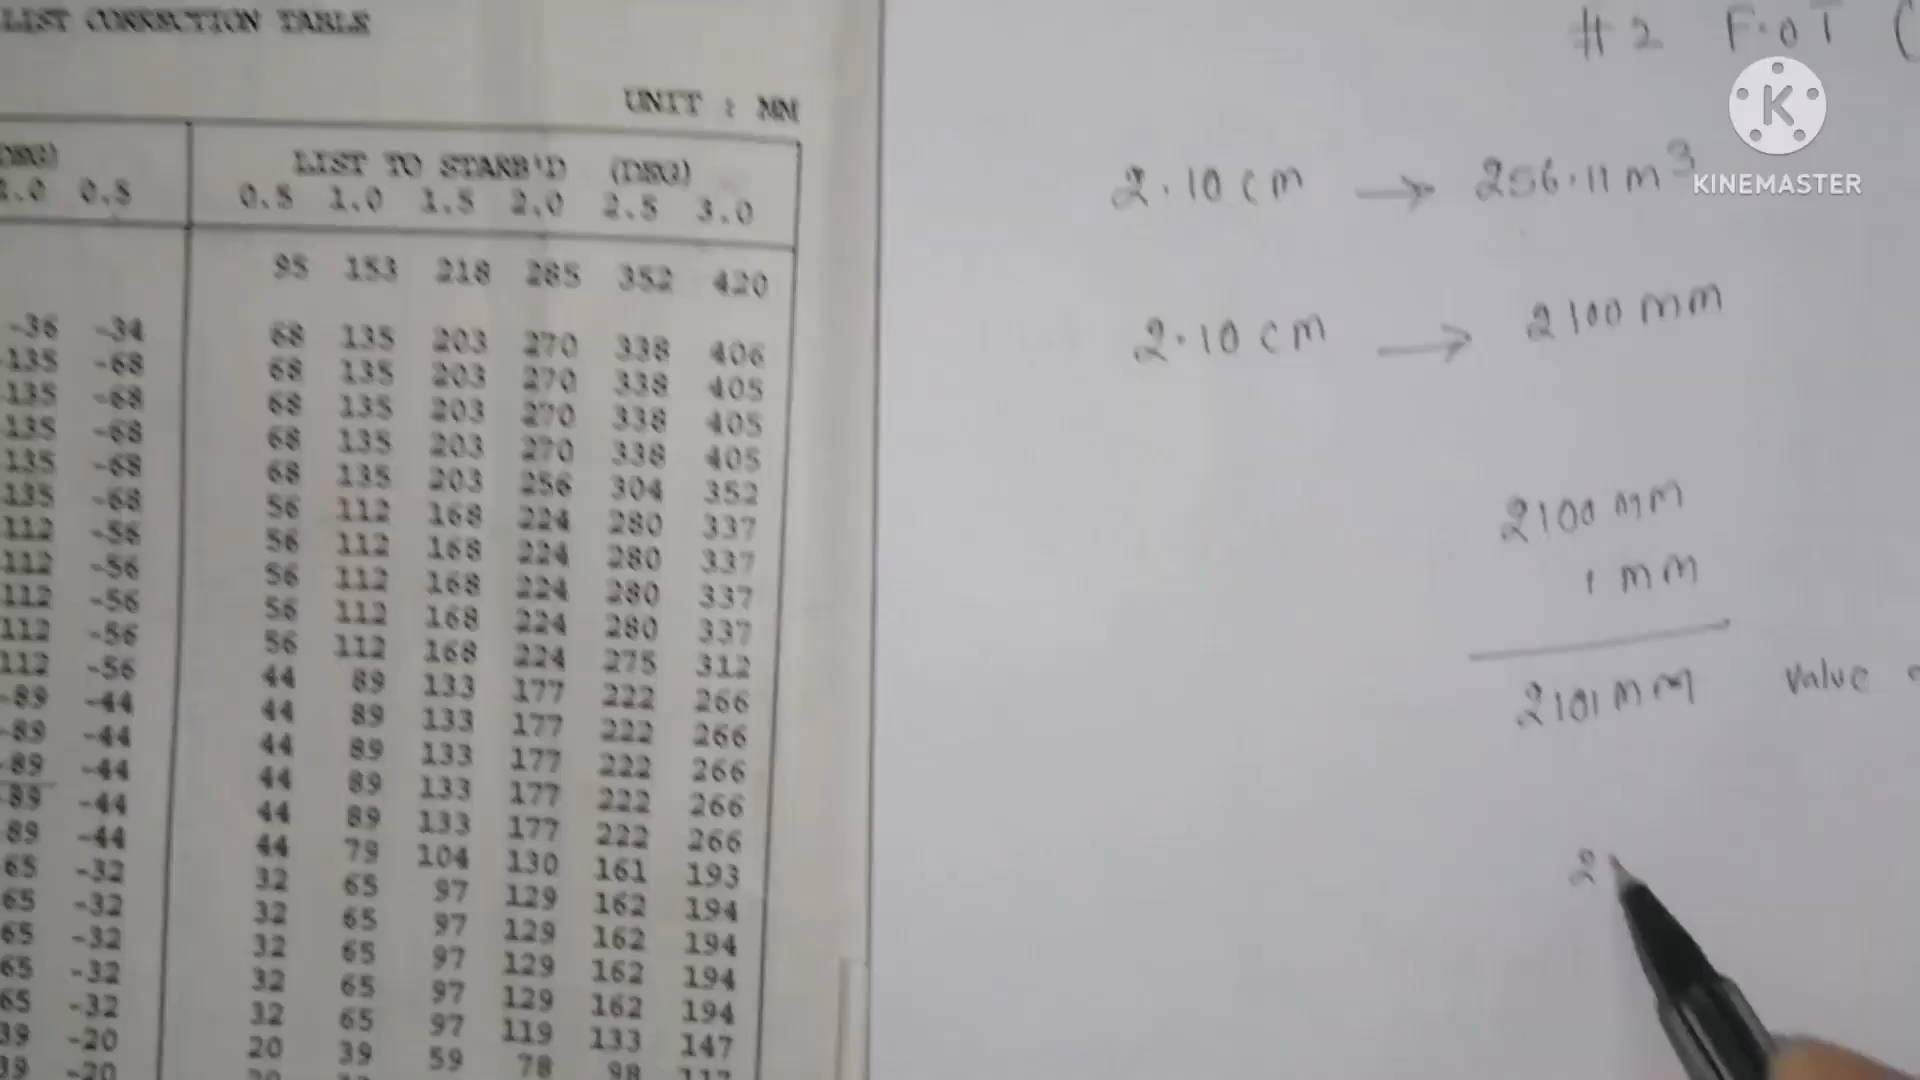 LIST CORRECTION TABLE
UNIT : MM
LIST TO STARB'D (DEG)
1.0 0.5 0.5 1.0 1.5 2.0 2.5 3.0
95 153 218 285 352 420
-36 -34 68 135 203 270 338 406
135 -68 68 135 203 270 338 405
135 -68 68 135 203 270 338 405
135 -68 68 135 203 270 338 405
135 -68 68 135 203 256 304 352
135 -68 56 112 168 224 280 337
112 -56 56 112 168 224 280 337
112 -56 56 112 168 224 280 337
112 -56 56 112 168 224 280 337
112 -56 56 112 168 224 275 312
112 -56 44 89 133 177 222 266
-89 -44 44 89 133 177 222 266
-89 -44 44 89 133 177 222 266
-89 -44 44 89 133 177 222 266
-89 -44 44 89 133 177 222 266
89 -44 44 79 104 130 161 193
65 -32 32 65 97 129 162 194
65 -32 32 65 97 129 162 194
65 -32 32 65 97 129 162 194
65 -32 32 65 97 129 162 194
65 -32 32 65 97 119 133 147
39 -20 20 39 59 78 98
39 -20
# 2 F.O T (
KINEMASTER
2.10 cm → 256.11 m³
2.10 cm → 2100 mm
2100 mm
1 mm
2101 mm value
2